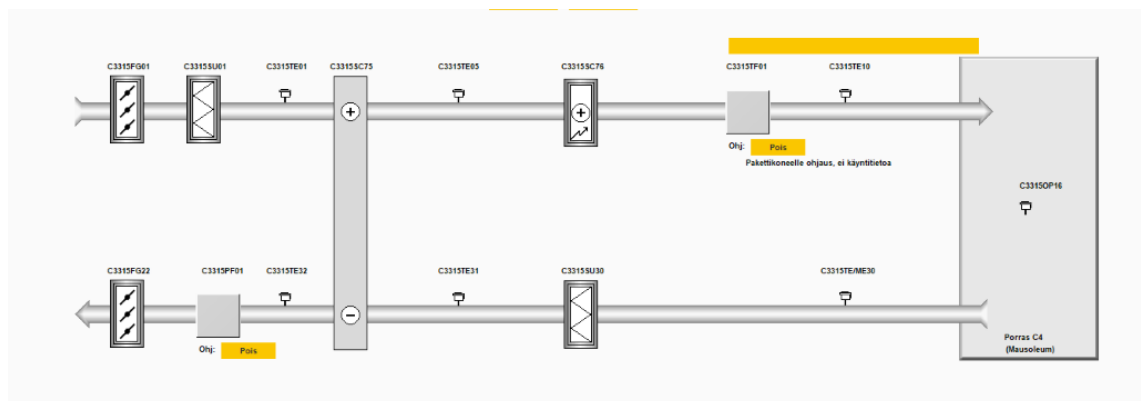 C3315FG01 C3315SU01 C3315TE01 C3315SC75 C3315TE05 C3315SC76 C3315TF01 C3315TE10
Ohj: Pois
Pakettikoneelle ohjaus, ei käyntitietoa
C3315OP16
C3315FG22 C3315PF01 C3315TE32 C3315TE31 C3315SU30 C3315TE/ME30
Ohj: Pois
Porras C4
(Mausoleum)